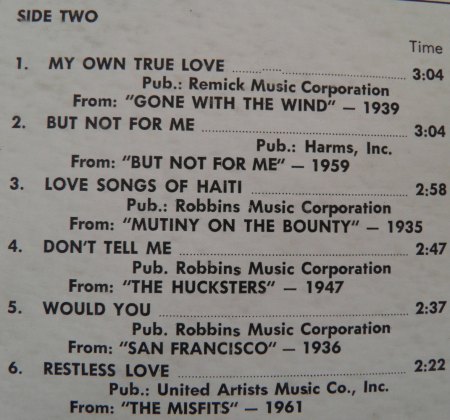 SIDE TWO
Time
1. MY OWN TRUE LOVE 3:04
Pub.: Remick Music Corporation
From: "GONE WITH THE WIND" — 1939
2. BUT NOT FOR ME 3:04
Pub.: Harms, Inc.
From: "BUT NOT FOR ME" — 1959
3. LOVE SONGS OF HAITI 2:58
Pub.: Robbins Music Corporation
From: "MUTINY ON THE BOUNTY" — 1935
4. DON'T TELL ME 2:47
Pub. Robbins Music Corporation
From: "THE HUCKSTERS" — 1947
5. WOULD YOU 2:37
Pub. Robbins Music Corporation
From: "SAN FRANCISCO" — 1936
6. RESTLESS LOVE 2:22
Pub.: United Artists Music Co., Inc.
From: "THE MISFITS" — 1961